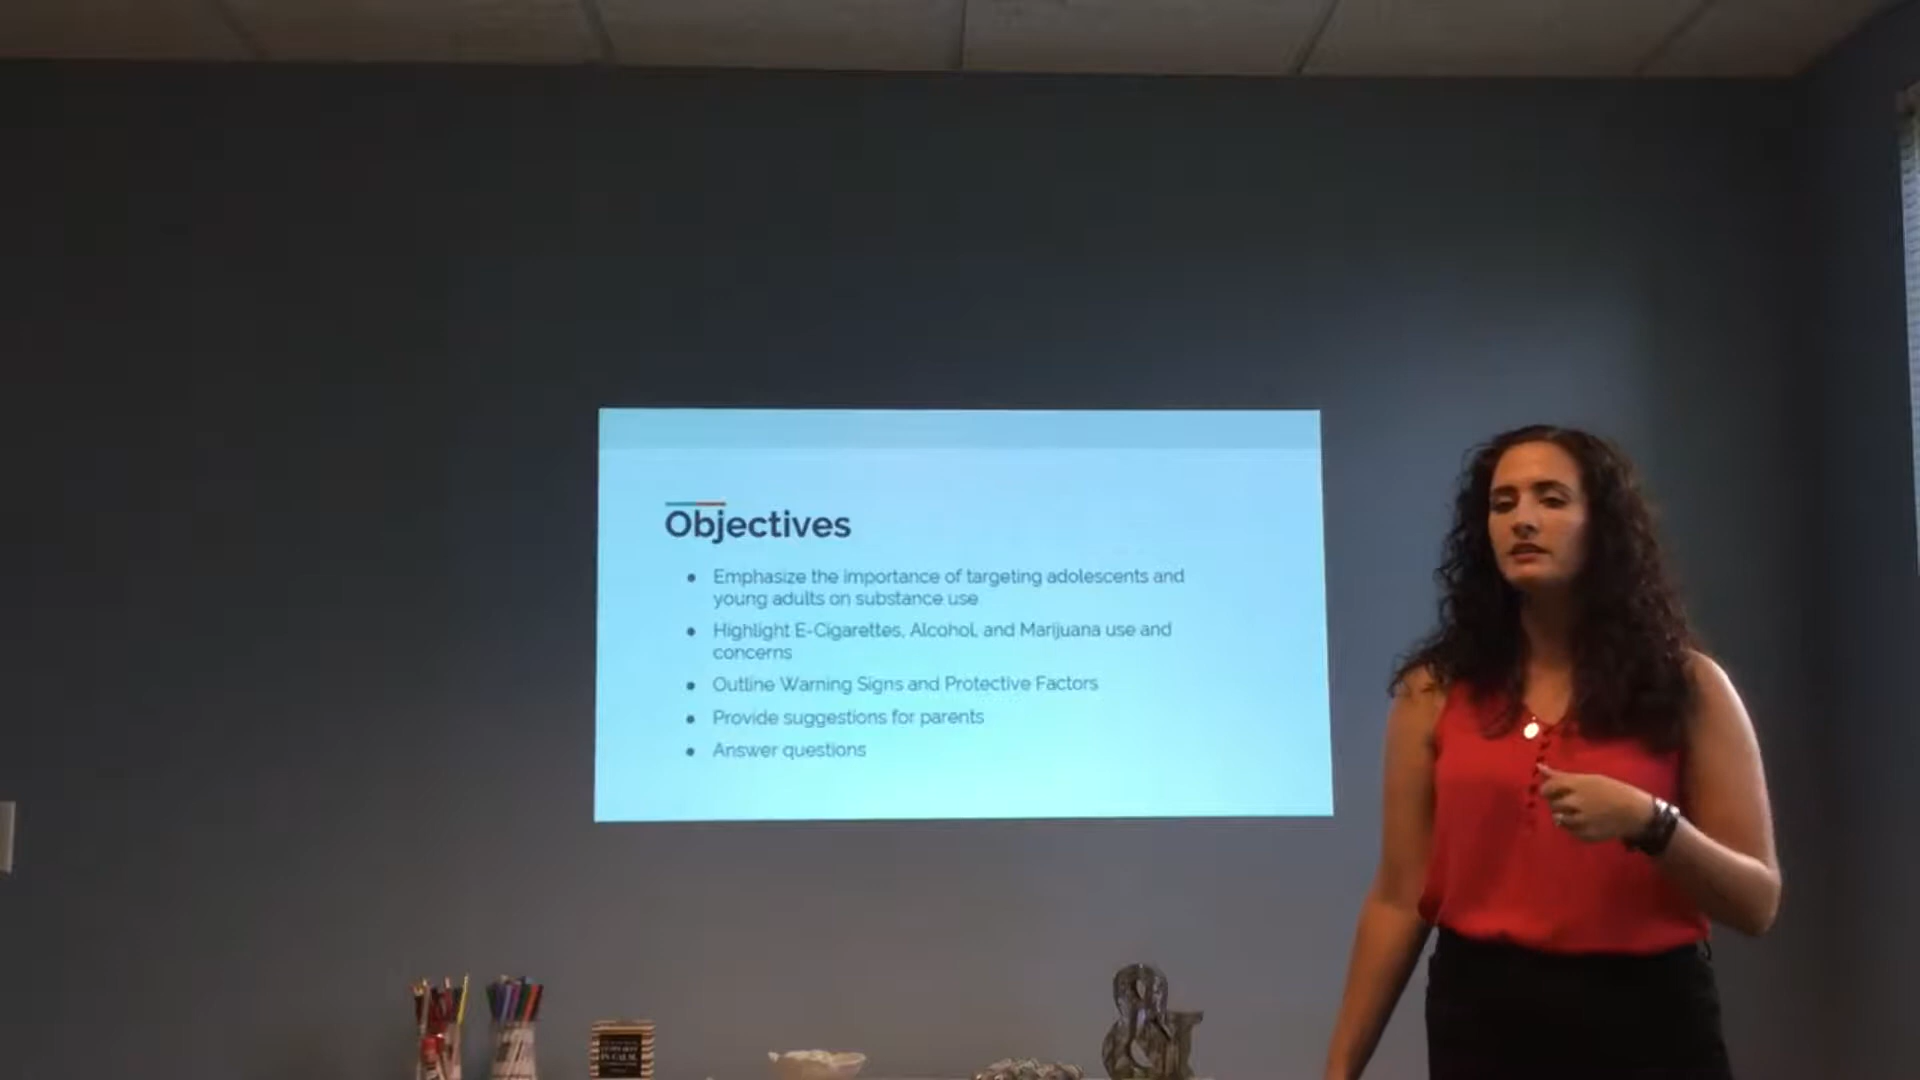 Objectives
● Emphasize the importance of targeting adolescents and
young adults on substance use
● Highlight E-Cigarettes, Alcohol, and Marijuana use and
concerns
● Outline Warning Signs and Protective Factors
● Provide suggestions for parents
● Answer questions
&